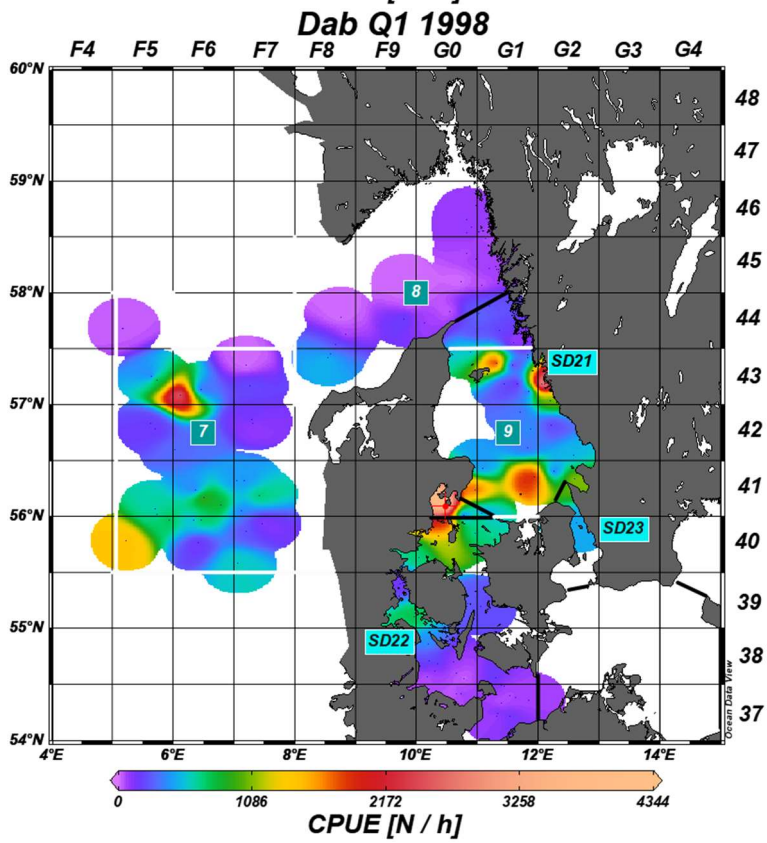 Dab Q1 1998
F4 F5 F6 F7 F8 F9 G0 G1 G2 G3 G4
60°N
48
47
59°N
46
45
58°N
8
44
SD21
43
57°N
7
9
42
41
56°N
SD23
40
39
55°N
SD22
38
37
54°N
Ocean Data View
4°E 6°E 8°E 10°E 12°E 14°E
0 1086 2172 3258 4344
CPUE [N / h]